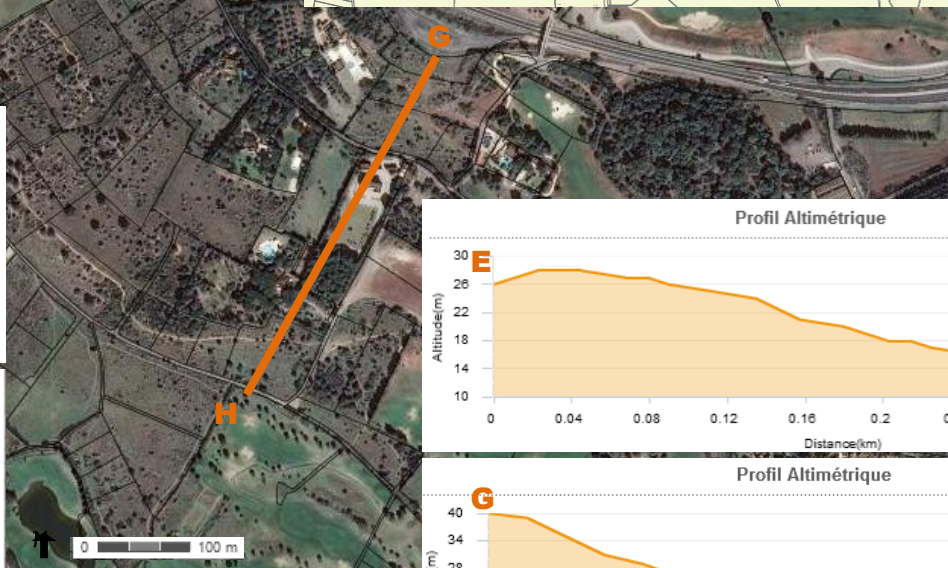 G
H
0 100 m
Profil Altimétrique
E
30
26
22
18
14
10
Altitude(m)
0 0.04 0.08 0.12 0.16 0.2
Distance(km)
Profil Altimétrique
G
40
34
28